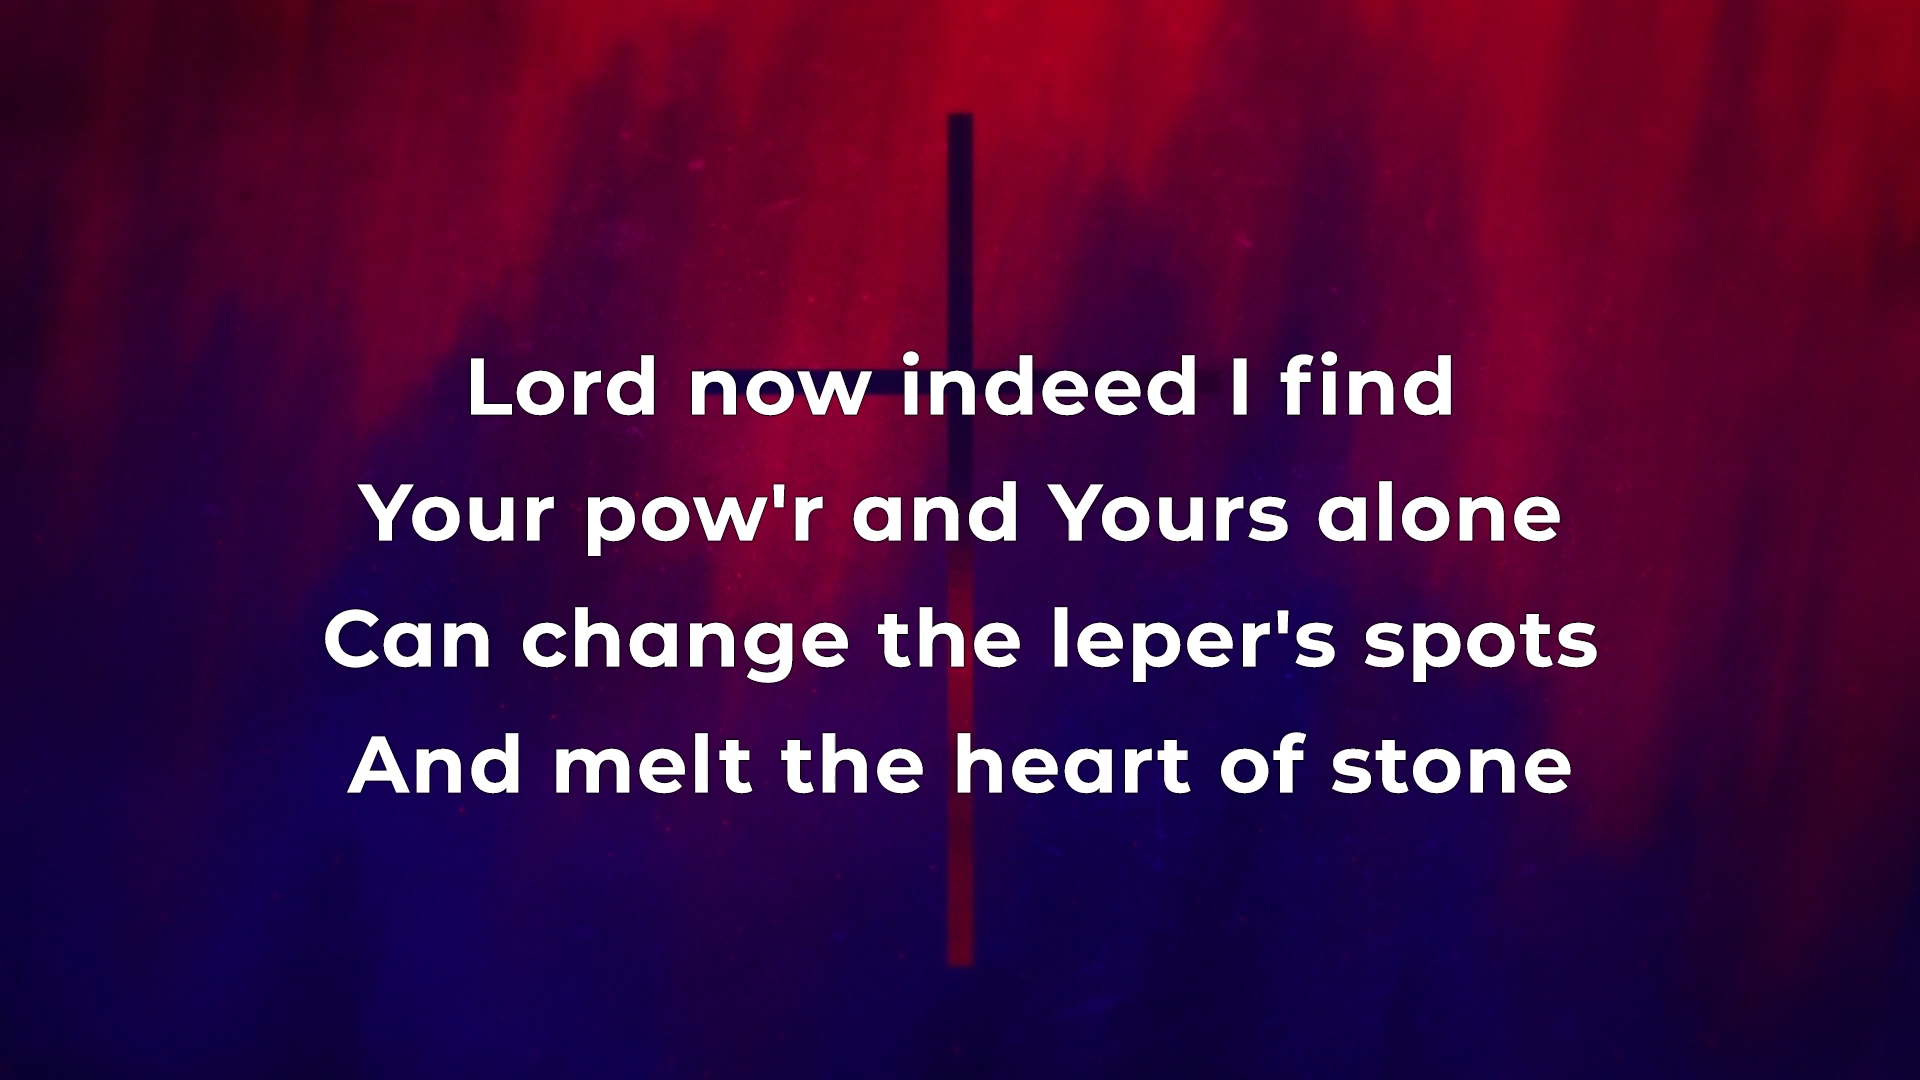 Lord now indeed I find
Your pow'r and Yours alone
Can change the leper's spots
And melt the heart of stone